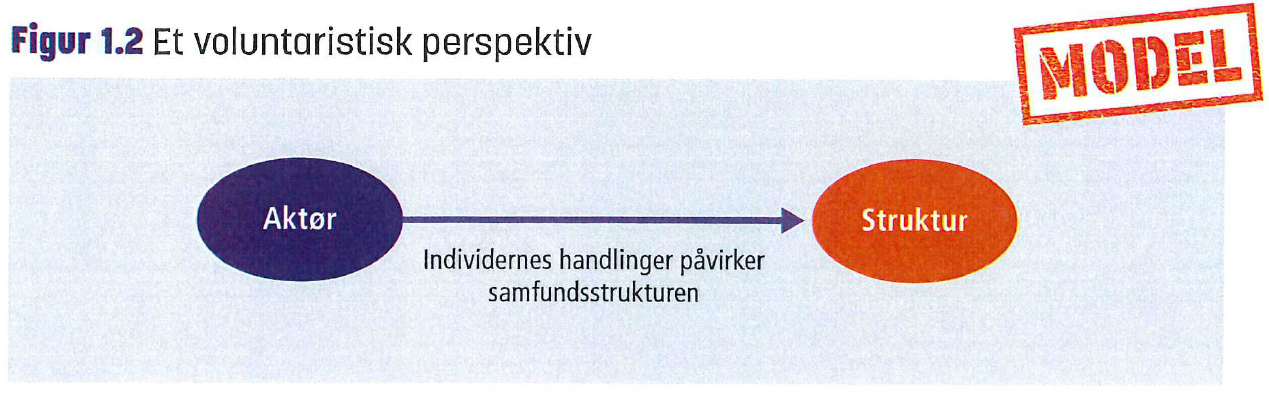 Figur 1.2 Et voluntaristisk perspektiv
MODEL
Aktør
Struktur
Individernes handlinger påvirker
samfundsstrukturen